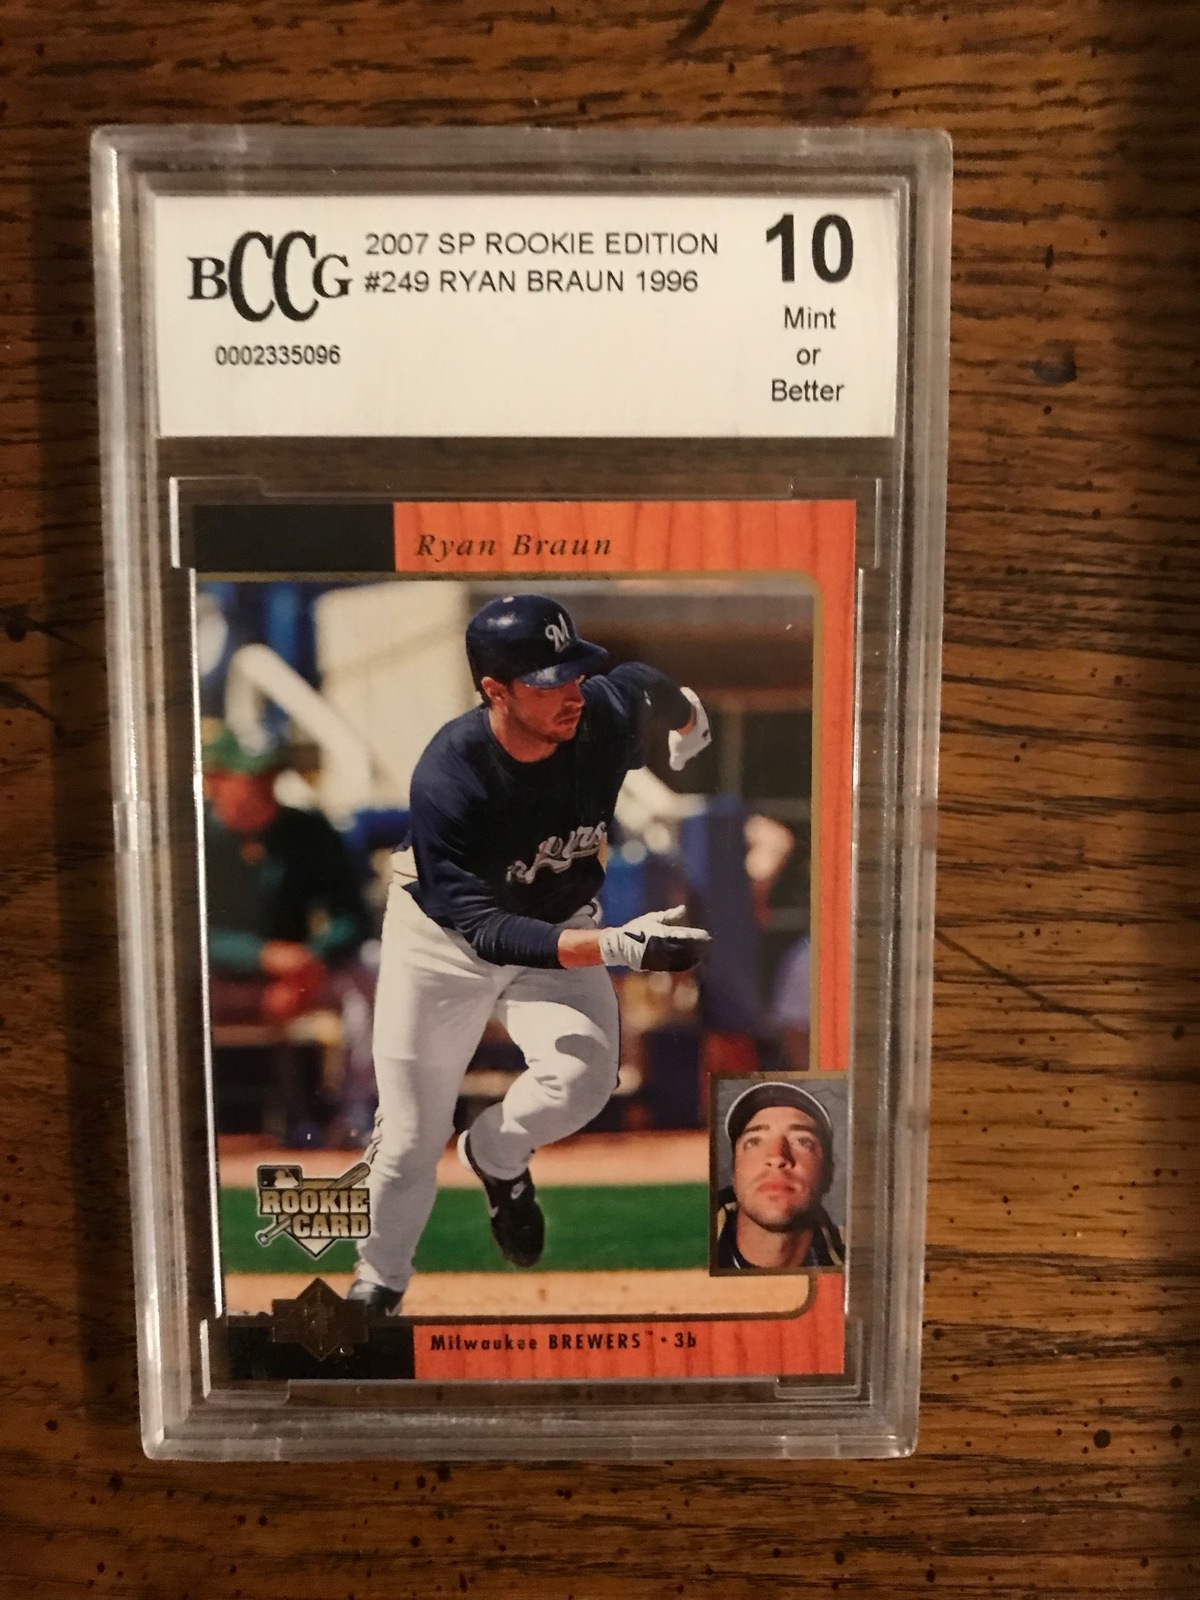 BCCG
2007 SP ROOKIE EDITION
#249 RYAN BRAUN 1996
0002335096
10
Mint
or
Better
Ryan Braun
M
Brewers
ROOKIE
CARD
Milwaukee BREWERS™ • 3b